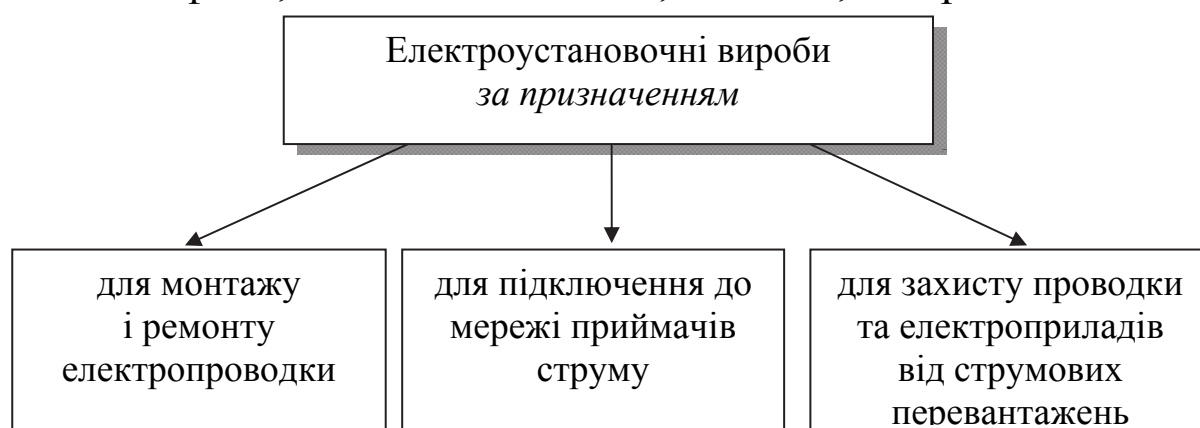 Електроустановочні вироби
за призначенням
для монтажу
і ремонту
електропроводки
для підключення до
мережі приймачів
струму
для захисту проводки
та електроприладів
від струмових
перевантажень